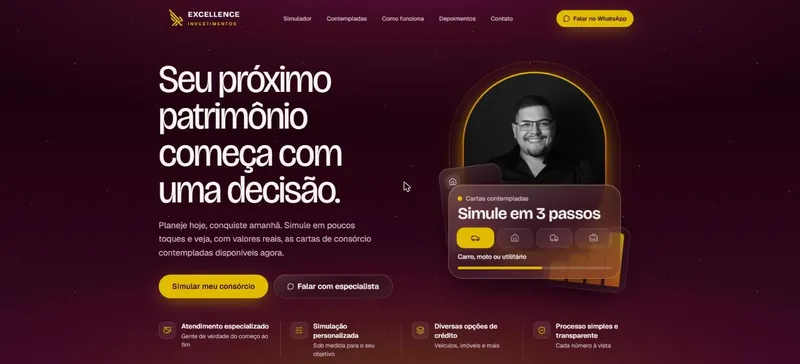 EXCELLENCE
INVESTIMENTOS
Simulador
Contempladas
Como funciona
Depoimentos
Contato
Falar no WhatsApp
Seu próximo
patrimônio
começa com
uma decisão.
Planeje hoje, conquiste amanhã. Simule em poucos
toques e veja, com valores reais, as cartas de consórcio
contempladas disponíveis agora.
Simular meu consórcio
Falar com especialista
Cartas contempladas
Simule em 3 passos
Carro, moto ou utilitário
Atendimento especializado
Gente de verdade do começo ao
fim
Simulação
personalizada
Sob medida para o seu
objetivo
Diversas opções de
crédito
Veículos, imóveis e mais
Processo simples e
transparente
Cada número à vista